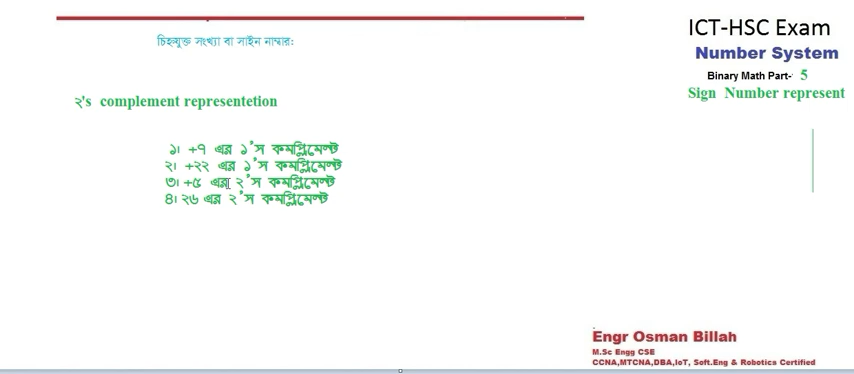 চিহ্নযুক্ত সংখ্যা বা সাইন নাম্বার:
ICT-HSC Exam
Number System
Binary Math Part- 5
Sign Number represent
২'s complement representetion
১। +৭ এর ১'স কমপ্লিমেন্ট
২। +২২ এর ১'স কমপ্লিমেন্ট
৩। +৫ এর ২'স কমপ্লিমেন্ট
৪। ২৬ এর ২'স কমপ্লিমেন্ট
Engr Osman Billah
M.Sc Engg CSE
CCNA,MTCNA,DBA,IoT, Soft.Eng & Robotics Certified